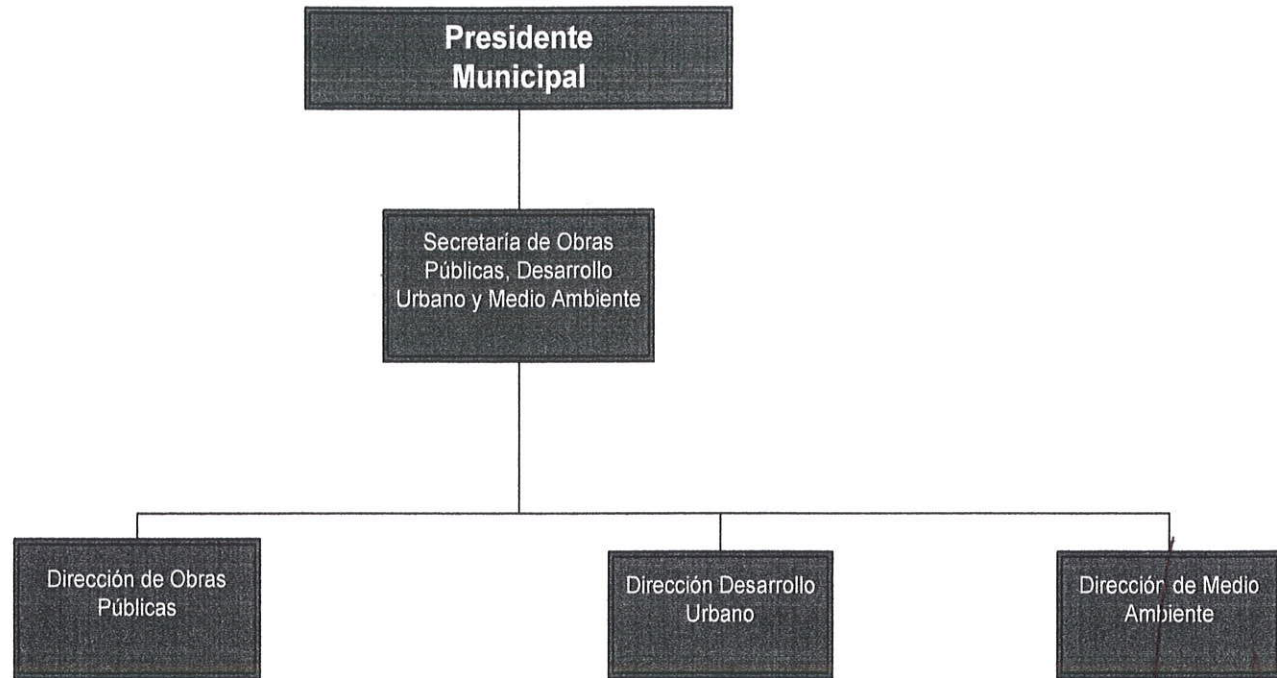 Presidente
Municipal
Secretaría de Obras
Públicas, Desarrollo
Urbano y Medio Ambiente
Dirección de Obras
Públicas
Dirección Desarrollo
Urbano
Dirección de Medio
Ambiente